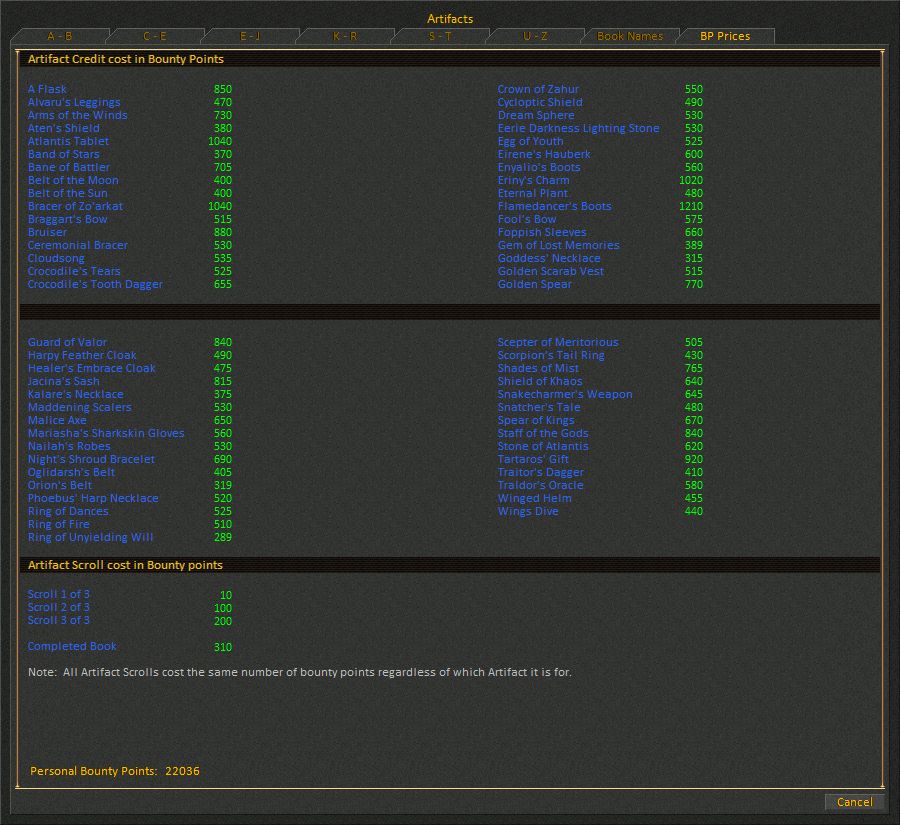 Artifacts
A - B C - E E - J K - R S - T U - Z Book Names BP Prices
Artifact Credit cost in Bounty Points
A Flask 850 Crown of Zahur 550
Alvaru's Leggings 470 Cycloptic Shield 490
Arms of the Winds 730 Dream Sphere 530
Aten's Shield 380 Eerie Darkness Lighting Stone 530
Atlantis Tablet 1040 Egg of Youth 525
Band of Stars 370 Eirene's Hauberk 600
Bane of Battler 705 Enyalio's Boots 560
Belt of the Moon 400 Eriny's Charm 1020
Belt of the Sun 400 Eternal Plant 480
Bracer of Zo'arkat 1040 Flamedancer's Boots 1210
Braggart's Bow 515 Fool's Bow 575
Bruiser 880 Foppish Sleeves 660
Ceremonial Bracer 530 Gem of Lost Memories 389
Cloudsong 535 Goddess' Necklace 315
Crocodile's Tears 525 Golden Scarab Vest 515
Crocodile's Tooth Dagger 655 Golden Spear 770
Guard of Valor 840 Scepter of Meritorious 505
Harpy Feather Cloak 490 Scorpion's Tail Ring 430
Healer's Embrace Cloak 475 Shades of Mist 765
Jacina's Sash 815 Shield of Khaos 640
Kalare's Necklace 375 Snakecharmer's Weapon 645
Maddening Scalers 530 Snatcher's Tale 480
Malice Axe 650 Spear of Kings 670
Mariasha's Sharkskin Gloves 560 Staff of the Gods 840
Nailah's Robes 530 Stone of Atlantis 620
Night's Shroud Bracelet 690 Tartaros' Gift 920
Oglidarsh's Belt 405 Traitor's Dagger 410
Orion's Belt 319 Traldor's Oracle 580
Phoebus' Harp Necklace 520 Winged Helm 455
Ring of Dances 525 Wings Dive 440
Ring of Fire 510
Ring of Unyielding Will 289
Artifact Scroll cost in Bounty points
Scroll 1 of 3 10
Scroll 2 of 3 100
Scroll 3 of 3 200
Completed Book 310
Note: All Artifact Scrolls cost the same number of bounty points regardless of which Artifact it is for.
Personal Bounty Points: 22036
Cancel